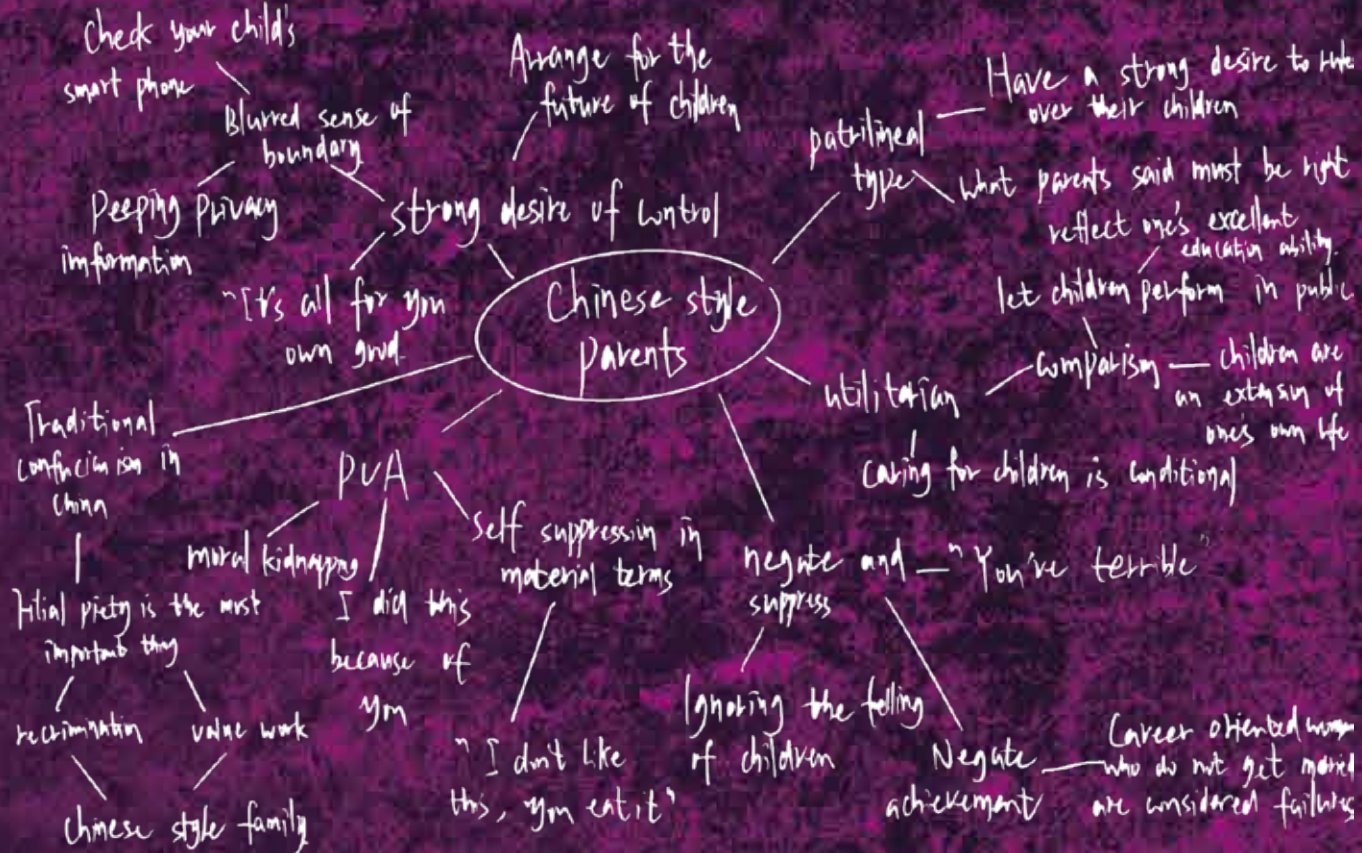 Check your child's
smart phone
Blurred sense of
boundary
Peeping privacy
imformation
Arrange for the
future of children
strong desire of control
"It's all for you
own good
Chinese style
parents
patrilineal
type
Have a strong desire to
over their children
what parents said must be right
reflect one's excellent
education ability.
let children perform in public
comparism
children are
an extension of
one's own life
utilitarian
caring for children is conditional
Traditional
confucianism in
China
Filial piety is the most
important thing
recrimination
value work
chinese style family
PUA
moral kidnapping
I did this
because of
you
self suppression in
material terms
"I don't like
this, you eat it"
negate and
suppress
"You're terrible"
Ignoring the felling
of children
Negate
achievement
Career oriented
who do not get married
are considered failures